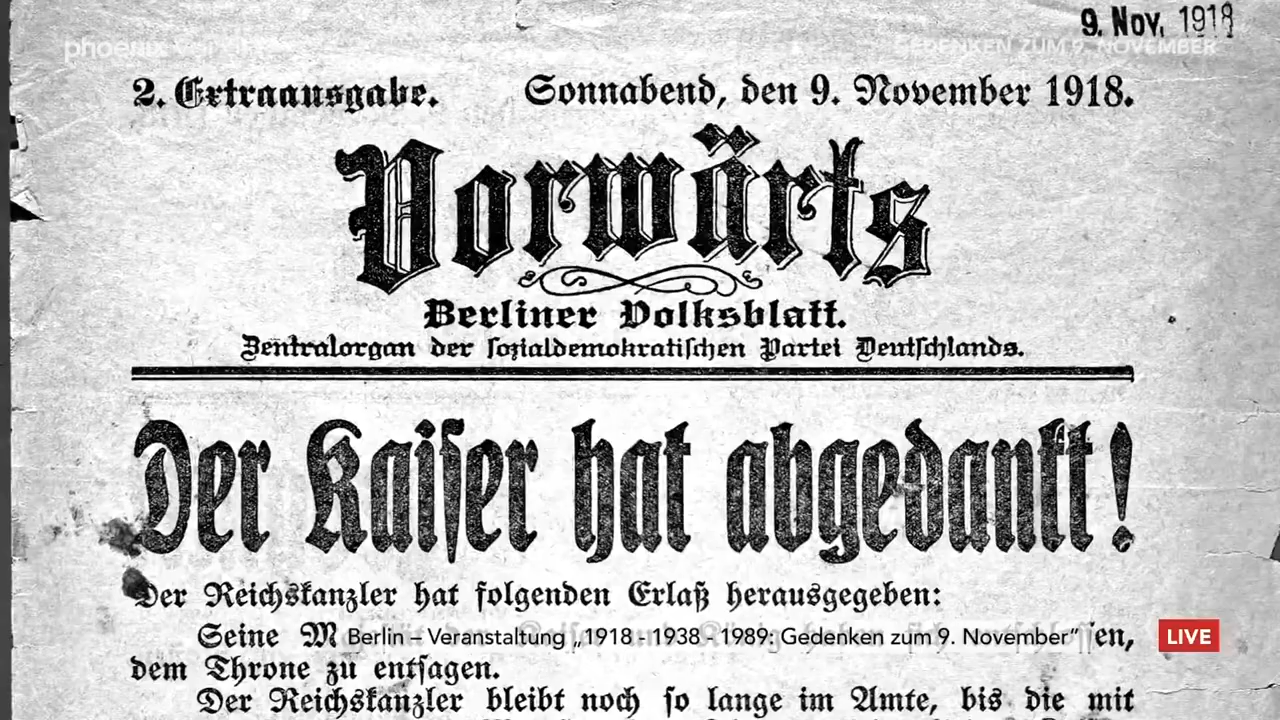 9. Nov. 1918
phoenix vor ort
GEDENKEN ZUM 9. NOVEMBER
2. Extraausgabe. Sonnabend, den 9. November 1918.
Vorwärts
Berliner Volksblatt.
Zentralorgan der sozialdemokratischen Partei Deutschlands.
Der Kaiser hat abgedankt!
Der Reichskanzler hat folgenden Erlaß herausgegeben:
Seine
Berlin – Veranstaltung „1918 - 1938 - 1989: Gedenken zum 9. November”
LIVE
dem Throne zu entsagen.
Der Reichskanzler bleibt noch so lange im Amte, bis die mit